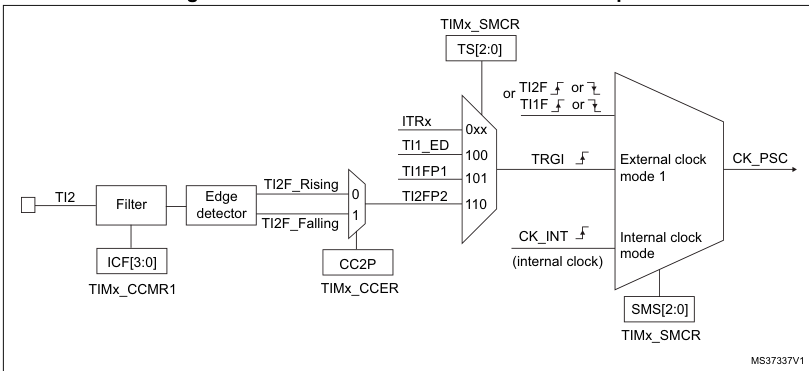 TIMx_SMCR
TS[2:0]
or TI2F or
TI1F or
ITRx
0xx
TI1_ED
100
TI1FP1
101
TI2FP2
110
TRGI
External clock
mode 1
CK_PSC
TI2
Filter
Edge
detector
TI2F_Rising
0
1
TI2F_Falling
CK_INT
(internal clock)
Internal clock
mode
ICF[3:0]
TIMx_CCMR1
CC2P
TIMx_CCER
SMS[2:0]
TIMx_SMCR
MS37337V1